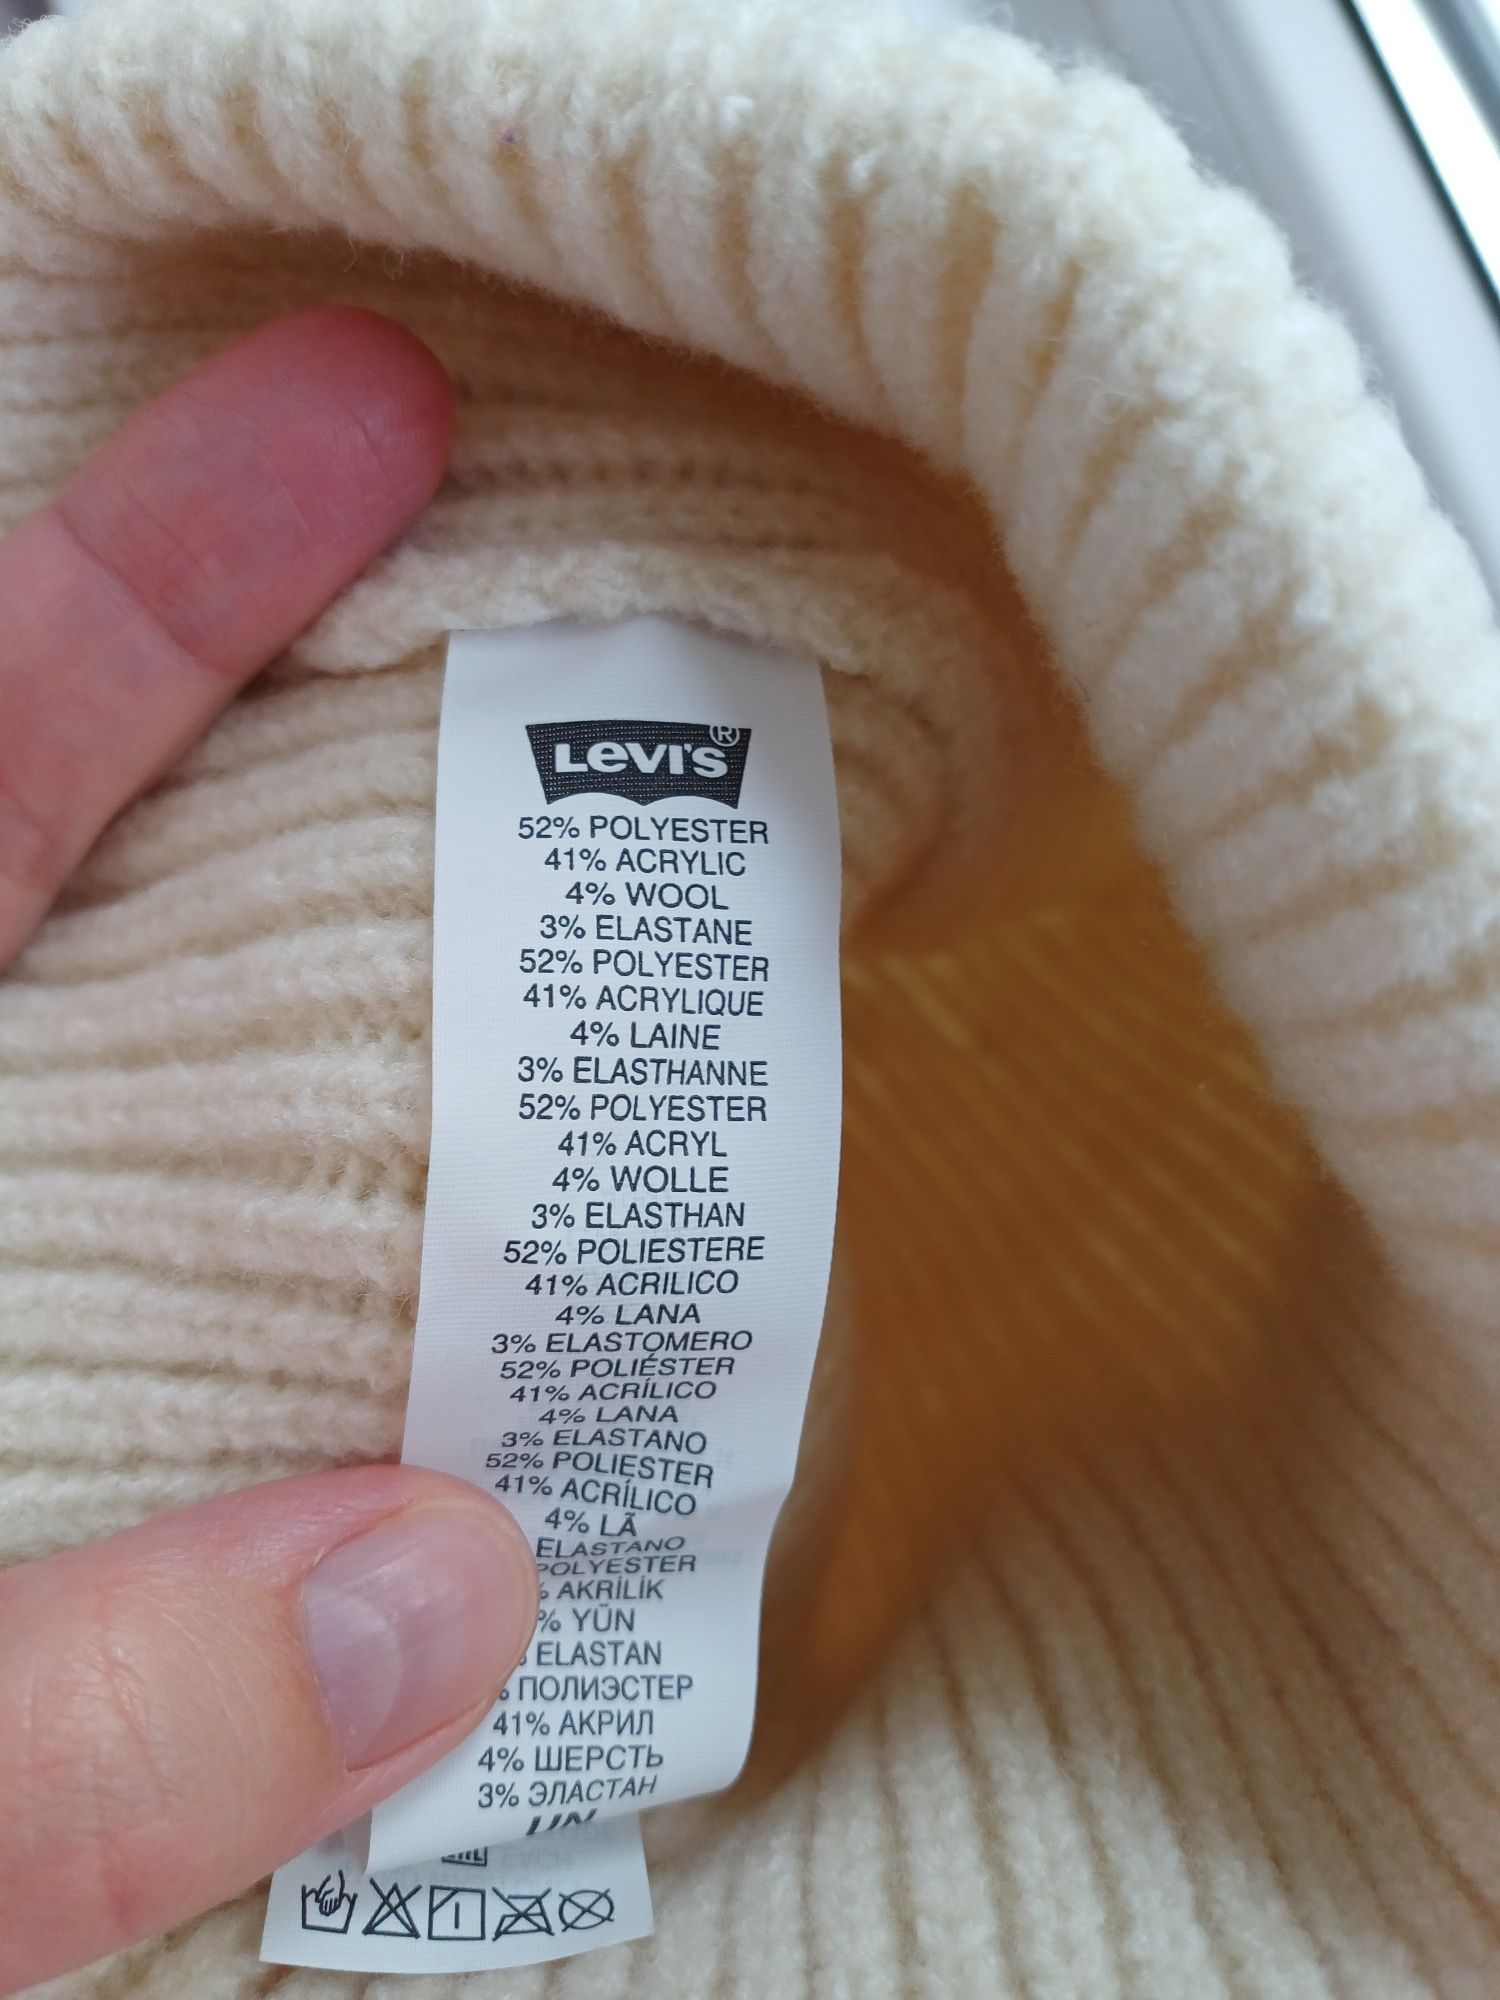 LEVI'S®
52% POLYESTER
41% ACRYLIC
4% WOOL
3% ELASTANE
52% POLYESTER
41% ACRYLIQUE
4% LAINE
3% ELASTHANNE
52% POLYESTER
41% ACRYL
4% WOLLE
3% ELASTHAN
52% POLIESTERE
41% ACRILICO
4% LANA
3% ELASTOMERO
52% POLIÉSTER
41% ACRÍLICO
4% LANA
3% ELASTANO
52% POLIESTER
41% ACRÍLICO
4% LÃ
ELASTANO
POLYESTER
% AKRİLİK
% YÜN
ELASTAN
% ПОЛИЭСТЕР
41% АКРИЛ
4% ШЕРСТЬ
3% ЭЛАСТАН